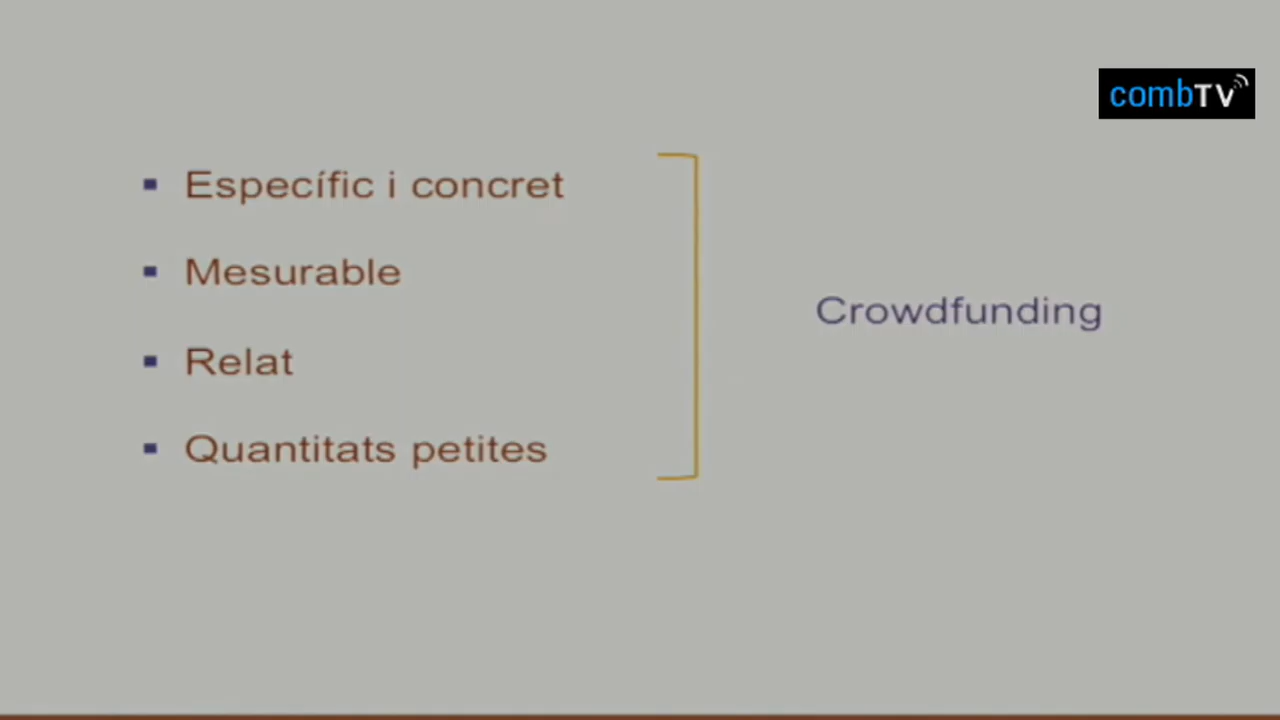 combTV
Específic i concret
Mesurable
Relat
Quantitats petites
Crowdfunding